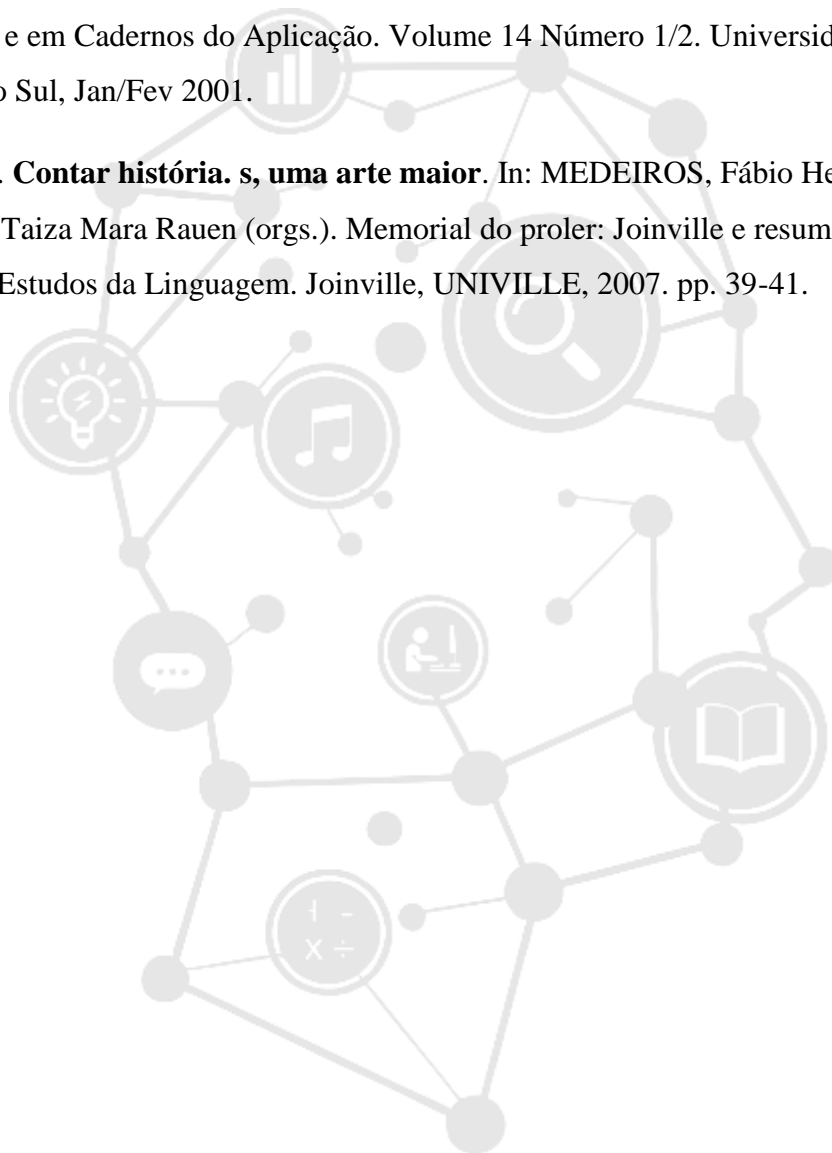 e em Cadernos do Aplicação. Volume 14 Número 1/2. Universid
o Sul, Jan/Fev 2001.
. Contar história. s, uma arte maior. In: MEDEIROS, Fábio He
Taiza Mara Rauen (orgs.). Memorial do proler: Joinville e resum
Estudos da Linguagem. Joinville, UNIVILLE, 2007. pp. 39-41.